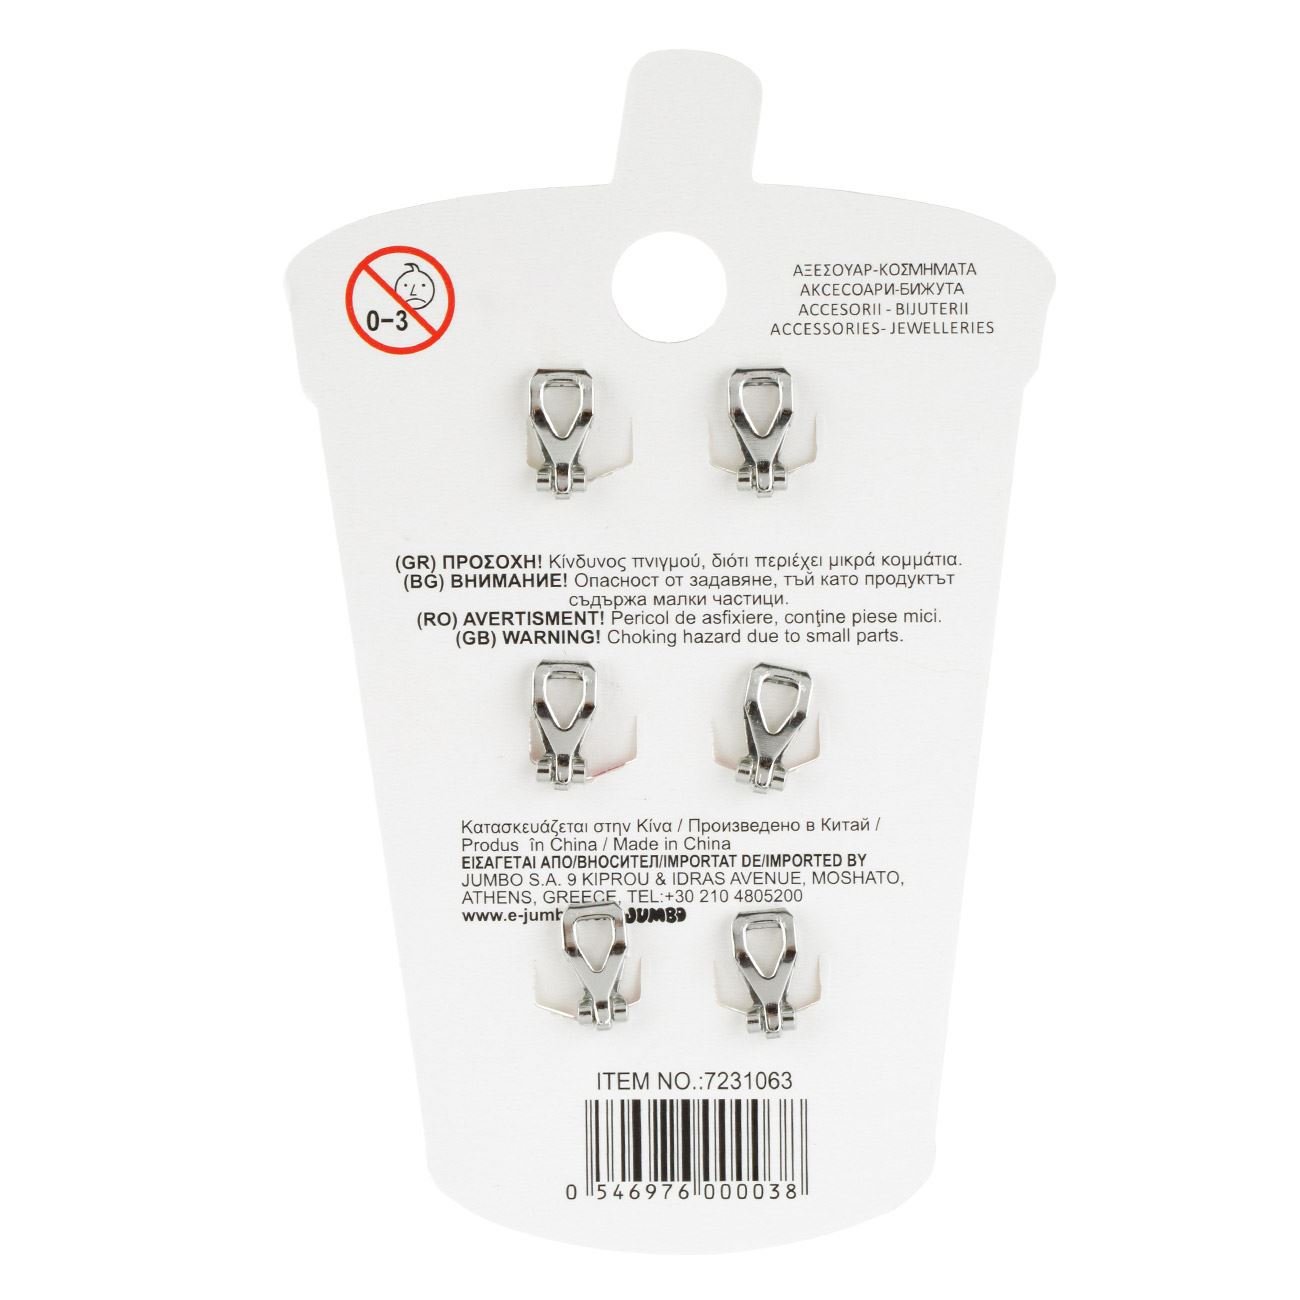 0-3
ΑΞΕΣΟΥΑΡ-ΚΟΣΜΗΜΑΤΑ
АКСЕСОАРИ-БИЖУТА
ACCESORII - BIJUTERII
ACCESSORIES- JEWELLERIES
(GR) ΠΡΟΣΟΧΗ! Κίνδυνος πνιγμού, διότι περιέχει μικρά κομμάτια.
(BG) ВНИМАНИЕ! Опасност от задавяне, тъй като продуктът
съдържа малки частици.
(RO) AVERTISMENT! Pericol de asfixiere, conţine piese mici.
(GB) WARNING! Choking hazard due to small parts.
Κατασκευάζεται στην Κίνα / Произведено в Китай /
Produs în China / Made in China
ΕΙΣΑΓΕΤΑΙ ΑΠΟ/ВНОСИТЕЛ/IMPORTAT DE/IMPORTED BY
JUMBO S.A. 9 KIPROU & IDRAS AVENUE, MOSHATO,
ATHENS, GREECE, TEL:+30 210 4805200
JUMBO
ITEM NO.:7231063
0 546976 000038